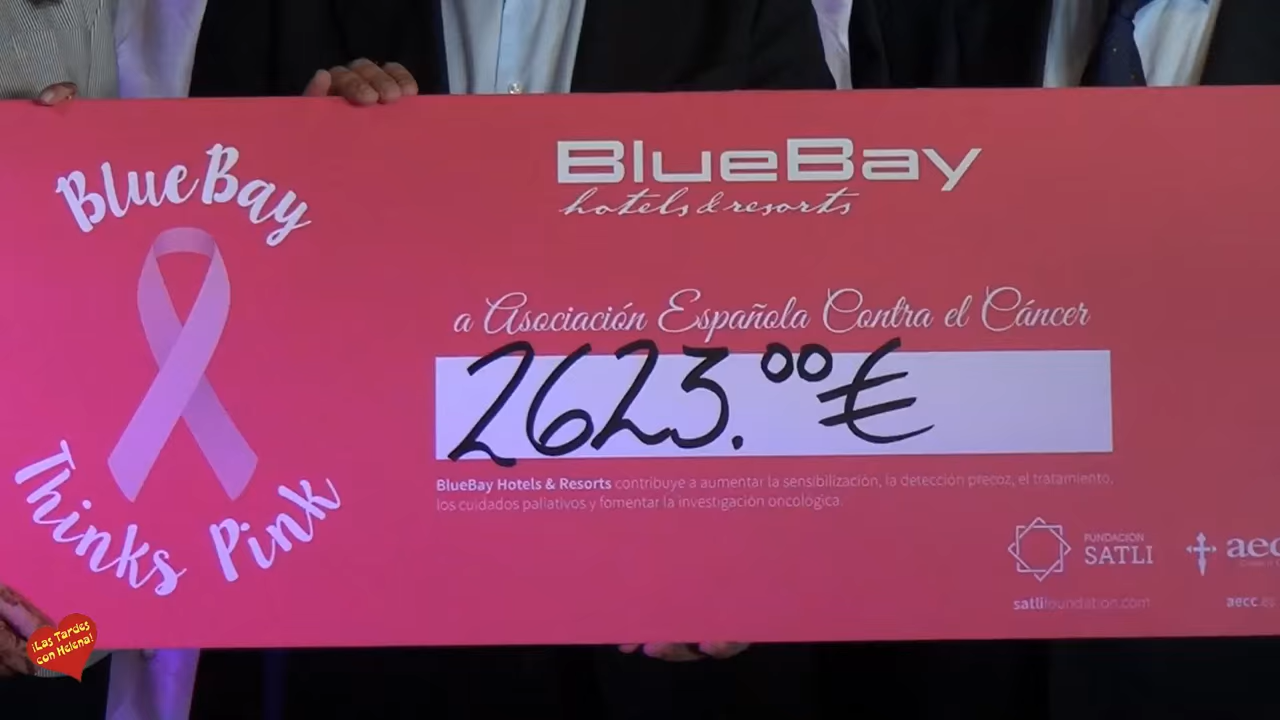 BlueBay
Thinks Pink
BlueBay
hotels & resorts
a Asociación Española Contra el Cáncer
2623.00€
BlueBay Hotels & Resorts contribuye a aumentar la sensibilización, la detección precoz, el tratamiento,
los cuidados paliativos y fomentar la investigación oncológica.
FUNDACIÓN
SATLI
satlifoundation.com
aecc
aecc.es
¡Las Tardes
con Helena!